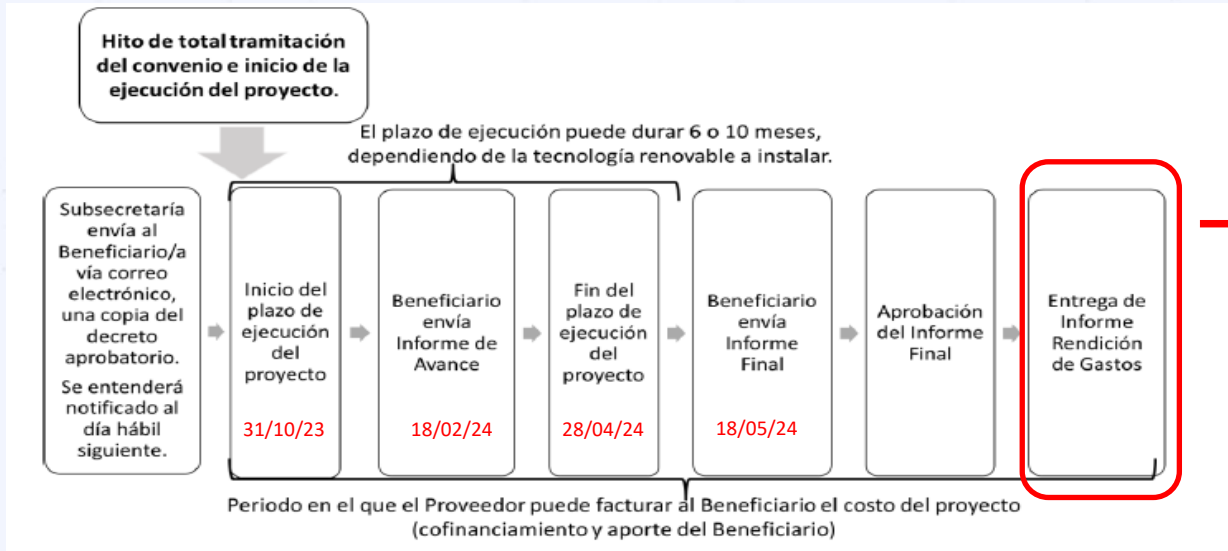 Hito de total tramitación
del convenio e inicio de la
ejecución del proyecto.
El plazo de ejecución puede durar 6 o 10 meses,
dependiendo de la tecnología renovable a instalar.
Subsecretaría
envía al
Beneficiario/a
vía correo
electrónico,
una copia del
decreto
aprobatorio.
Se entenderá
notificado al
día hábil
siguiente.
Inicio del
plazo de
ejecución
del
proyecto
31/10/23
Beneficiario
envía
Informe de
Avance
18/02/24
Fin del
plazo de
ejecución
del
proyecto
28/04/24
Beneficiario
envía
Informe
Final
18/05/24
Aprobación
del Informe
Final
Entrega de
Informe
Rendición
de Gastos
Periodo en el que el Proveedor puede facturar al Beneficiario el costo del proyecto
(cofinanciamiento y aporte del Beneficiario)